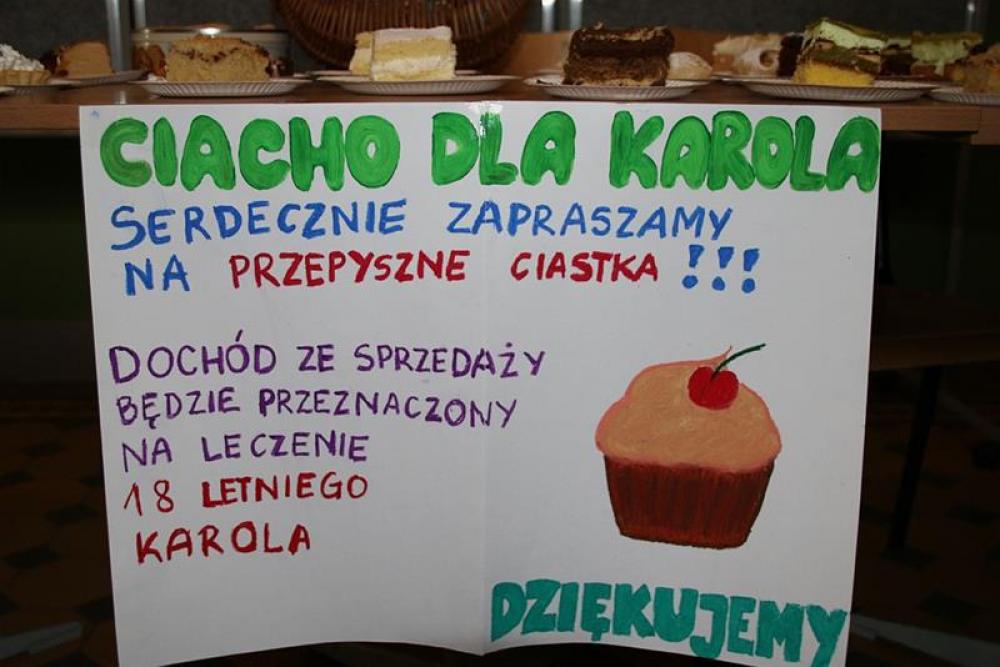 CIACHO DLA KAROLA
SERDECZNIE ZAPRASZAMY
NA PRZEPYSZNE CIASTKA !!!
DOCHÓD ZE SPRZEDAŻY
BĘDZIE PRZEZNACZONY
NA LECZENIE
18 LETNIEGO
KAROLA
DZIĘKUJEMY